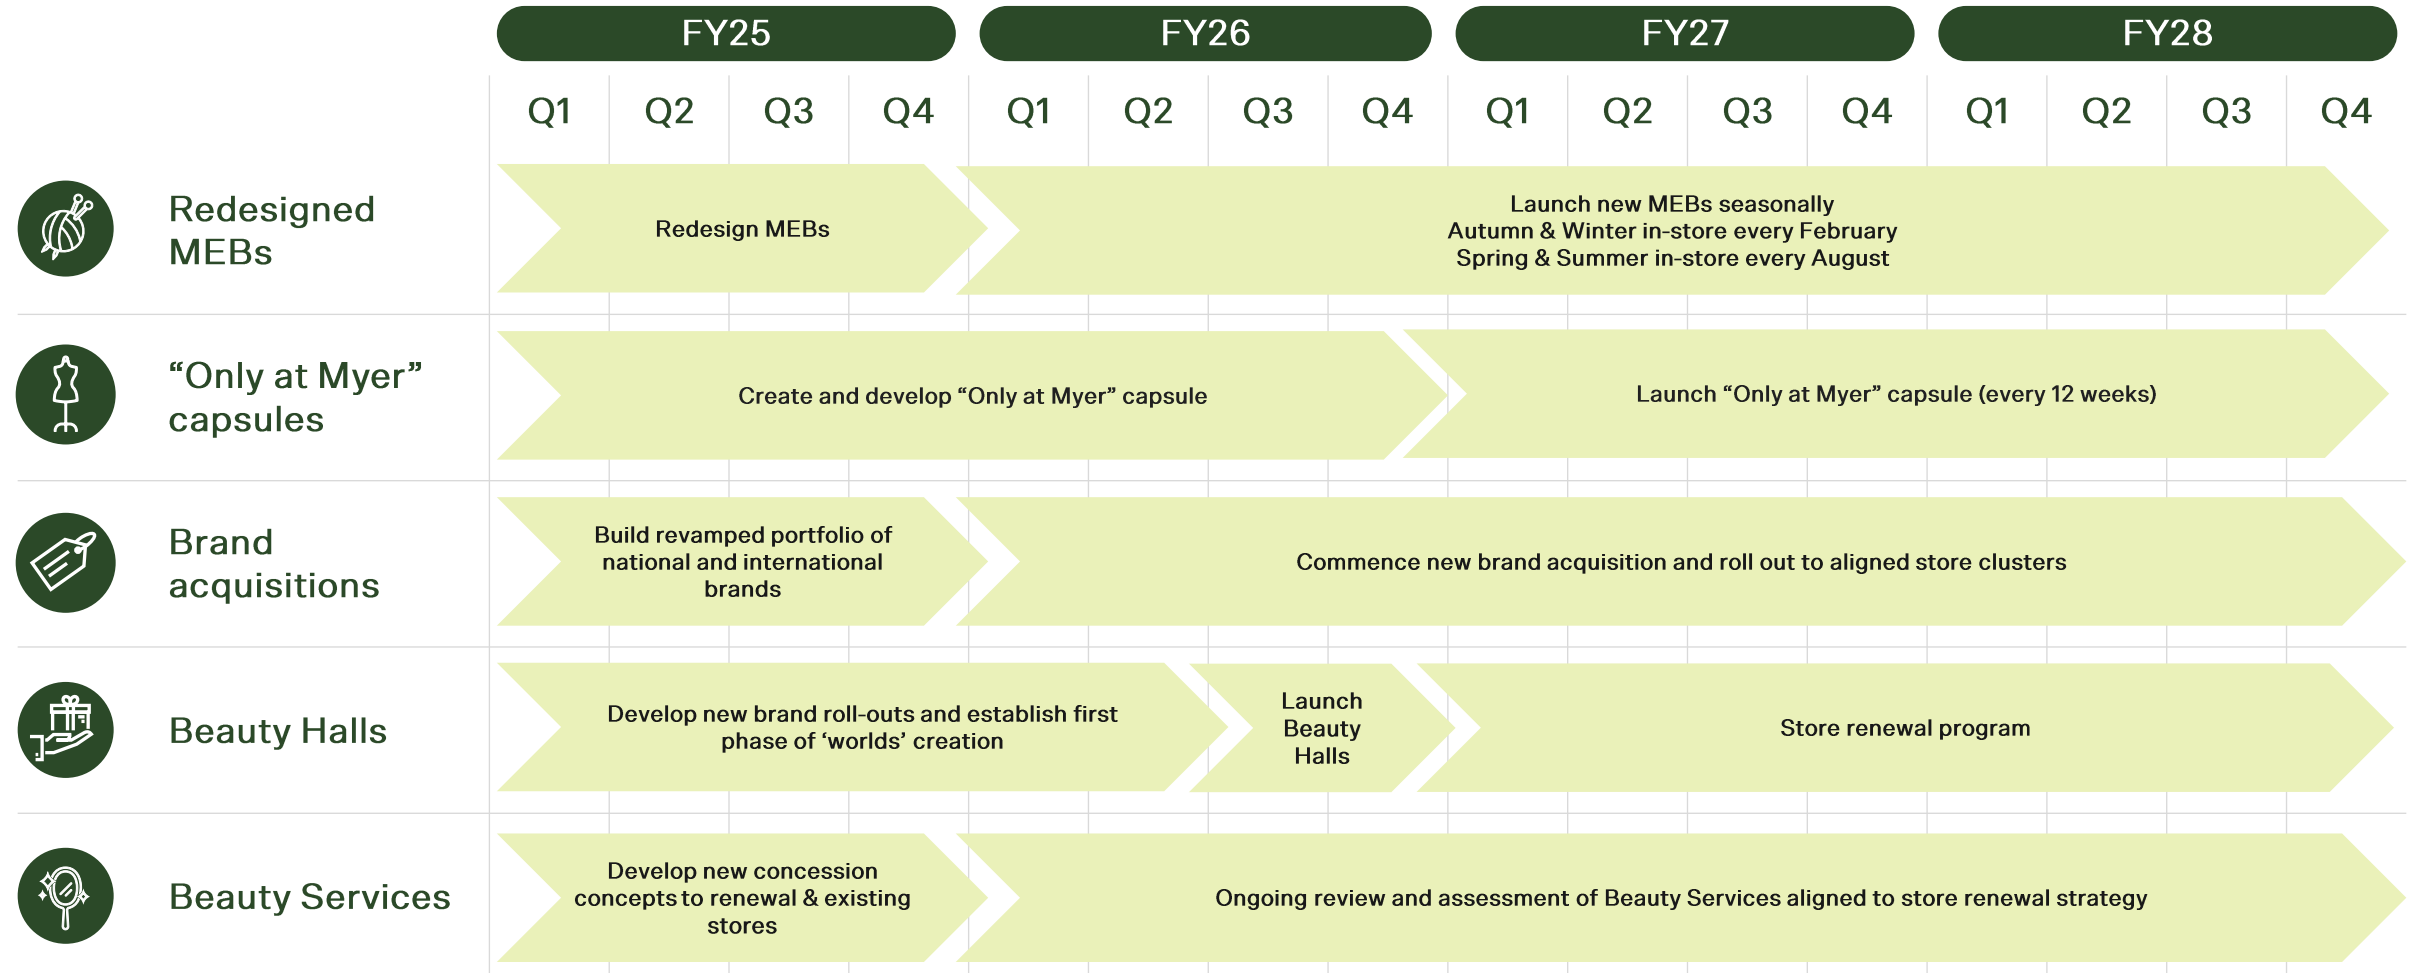 FY25 FY26 FY27 FY28
Q1 Q2 Q3 Q4 Q1 Q2 Q3 Q4 Q1 Q2 Q3 Q4 Q1 Q2 Q3 Q4
Redesigned
MEBs
Redesign MEBs
Launch new MEBs seasonally
Autumn & Winter in-store every February
Spring & Summer in-store every August
“Only at Myer”
capsules
Create and develop “Only at Myer” capsule
Launch “Only at Myer” capsule (every 12 weeks)
Brand
acquisitions
Build revamped portfolio of
national and international
brands
Commence new brand acquisition and roll out to aligned store clusters
Beauty Halls
Develop new brand roll-outs and establish first
phase of ‘worlds’ creation
Launch
Beauty
Halls
Store renewal program
Beauty Services
Develop new concession
concepts to renewal & existing
stores
Ongoing review and assessment of Beauty Services aligned to store renewal strategy